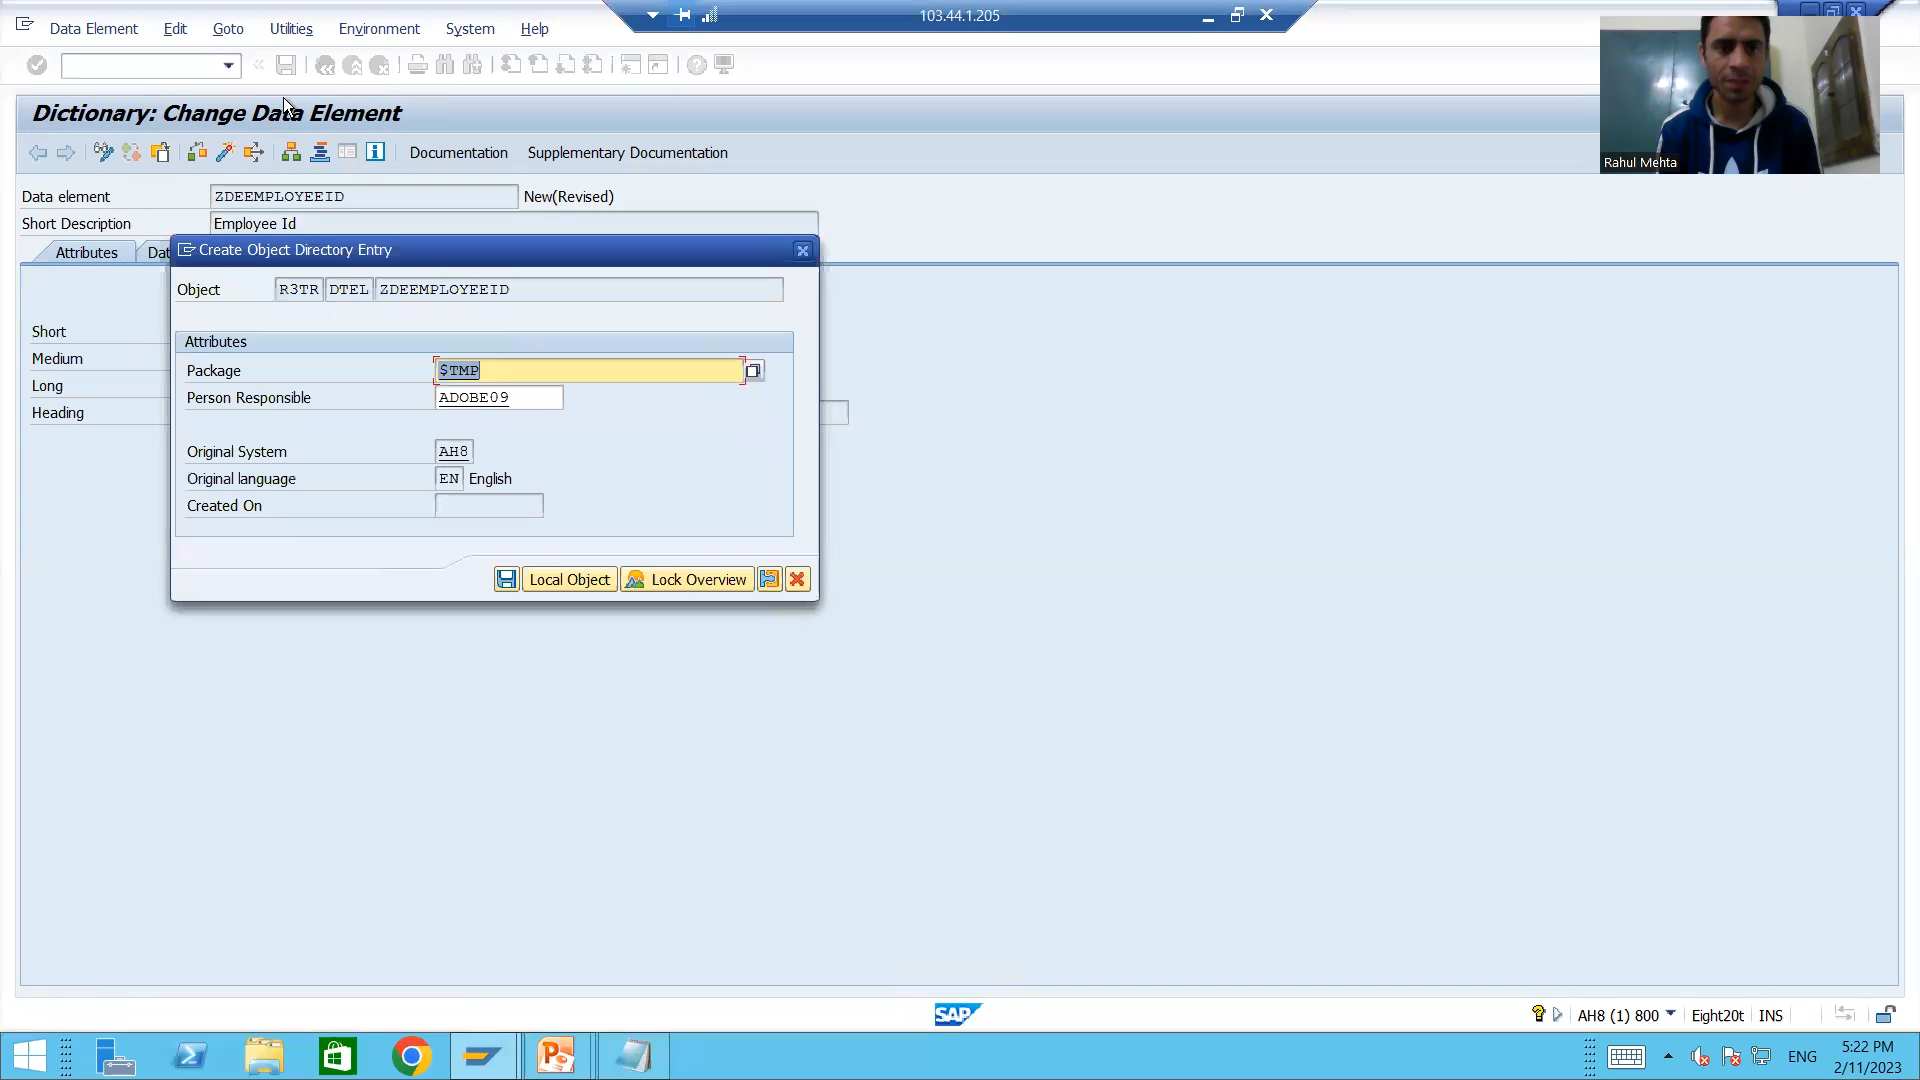 Data Element Edit Goto Utilities Environment System Help
103.44.1.205
Dictionary: Change Data Element
Documentation Supplementary Documentation
Rahul Mehta
Data element ZDEEMPLOYEEID New(Revised)
Short Description Employee Id
Attributes Dat
Create Object Directory Entry
Object R3TR DTEL ZDEEMPLOYEEID
Attributes
Package $TMP
Person Responsible ADOBE09
Original System AH8
Original language EN English
Created On
Local Object Lock Overview
Short
Medium
Long
Heading
SAP
AH8 (1) 800 Eight20t INS
ENG
5:22 PM
2/11/2023